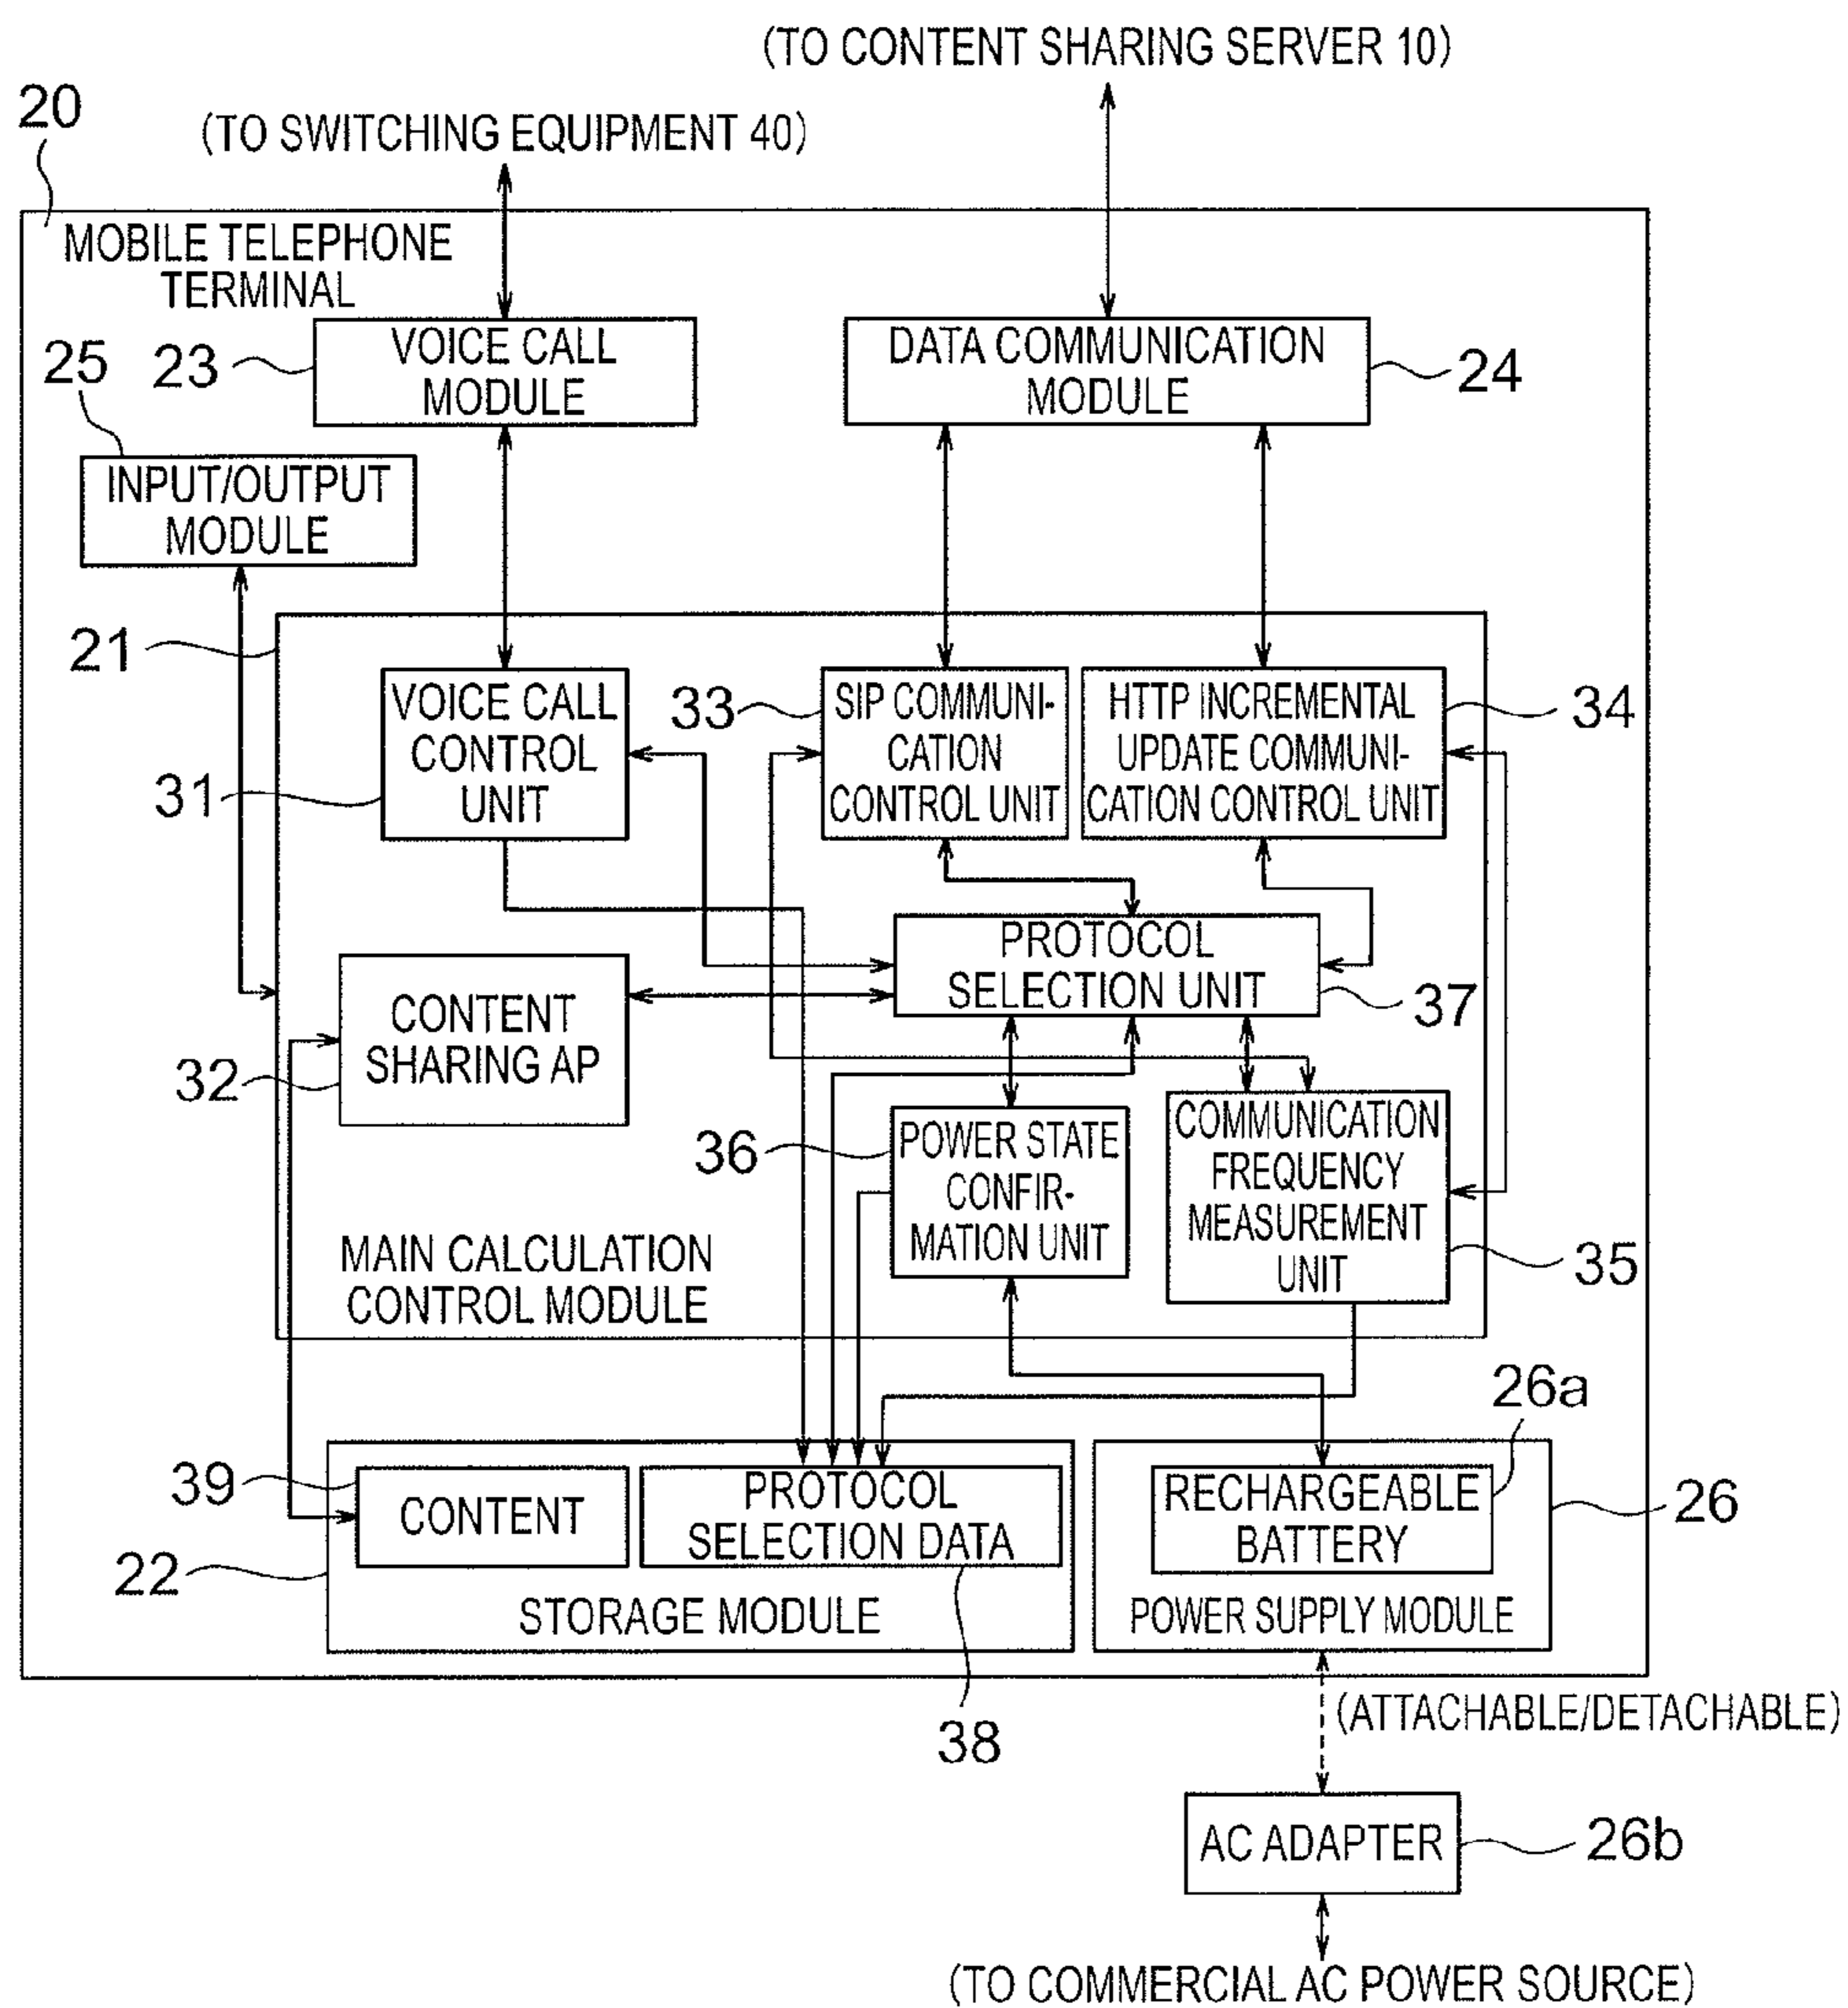 (TO CONTENT SHARING SERVER 10)
20
(TO SWITCHING EQUIPMENT 40)
MOBILE TELEPHONE
TERMINAL
23
VOICE CALL
MODULE
DATA COMMUNICATION
MODULE
24
25
INPUT/OUTPUT
MODULE
21
31
VOICE CALL
CONTROL
UNIT
33
SIP COMMUNI-
CATION
CONTROL UNIT
HTTP INCREMENTAL
UPDATE COMMUNI-
CATION CONTROL UNIT
34
PROTOCOL
SELECTION UNIT
37
32
CONTENT
SHARING AP
36
POWER STATE
CONFIR-
MATION UNIT
COMMUNICATION
FREQUENCY
MEASUREMENT
UNIT
35
MAIN CALCULATION
CONTROL MODULE
26a
39
CONTENT
PROTOCOL
SELECTION DATA
RECHARGEABLE
BATTERY
26
22
STORAGE MODULE
POWER SUPPLY MODULE
38
(ATTACHABLE/DETACHABLE)
AC ADAPTER
26b
(TO COMMERCIAL AC POWER SOURCE)